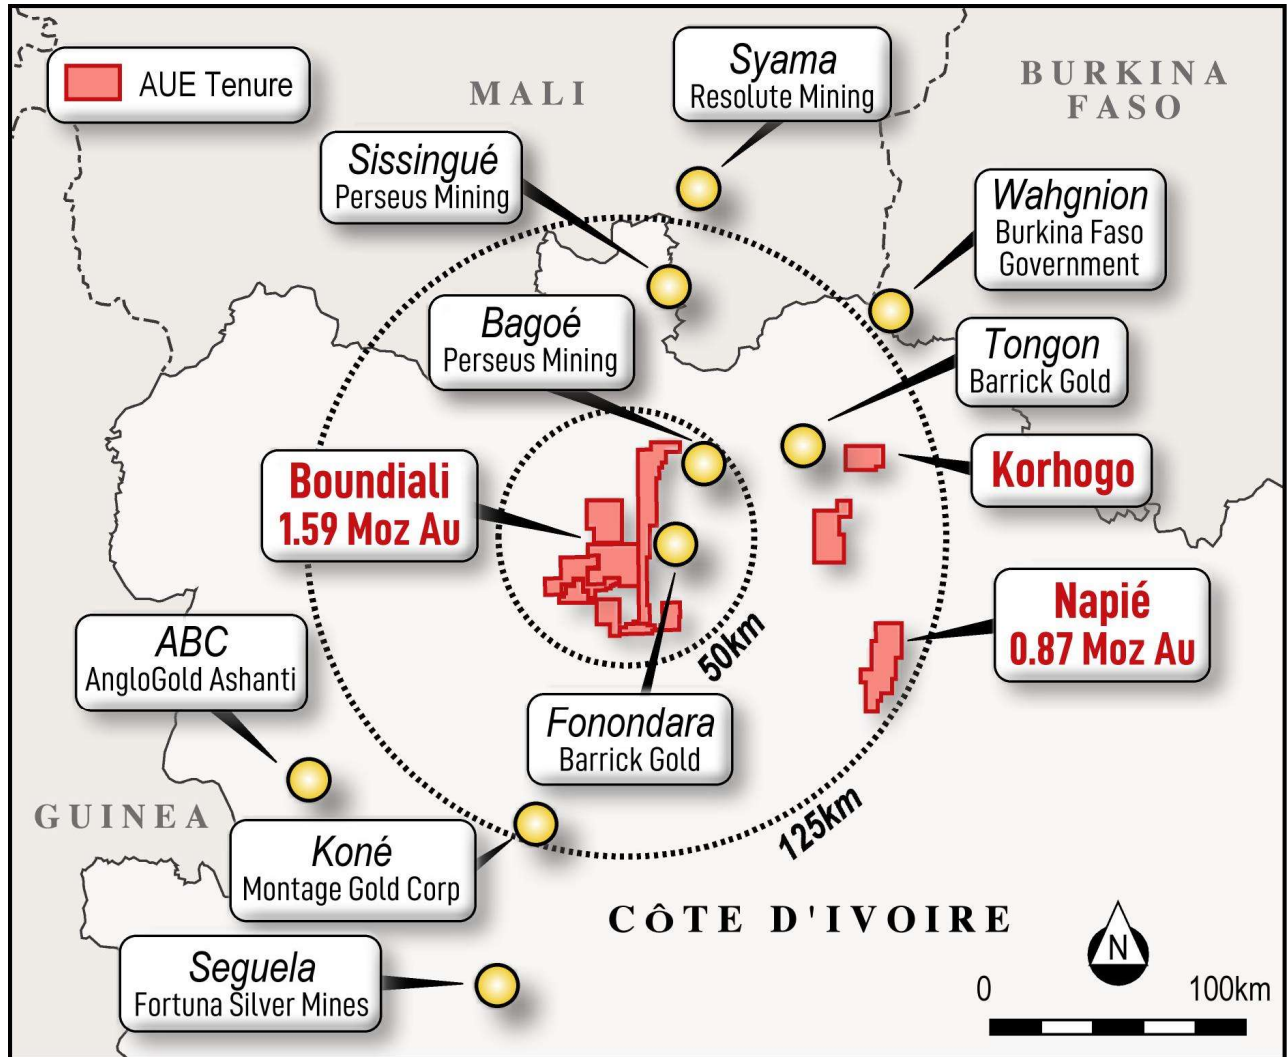 AUE Tenure
MALI
Syama
Resolute Mining
BURKINA
FASO
Sissingué
Perseus Mining
Wahgnion
Burkina Faso
Government
Bagoé
Perseus Mining
Tongon
Barrick Gold
Boundiali
1.59 Moz Au
Korhogo
Napié
0.87 Moz Au
50km
ABC
AngloGold Ashanti
Fonondara
Barrick Gold
GUINEA
125km
Koné
Montage Gold Corp
CÔTE D'IVOIRE
Seguela
Fortuna Silver Mines
N
0 100km